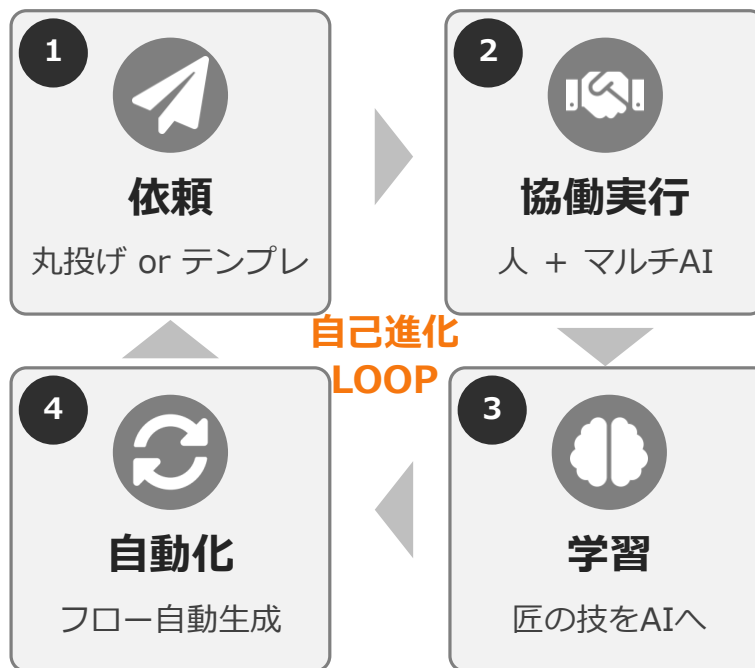 1
依頼
丸投げ or テンプレ
2
協働実行
人 + マルチAI
自己進化
LOOP
3
学習
匠の技をAIへ
4
自動化
フロー自動生成